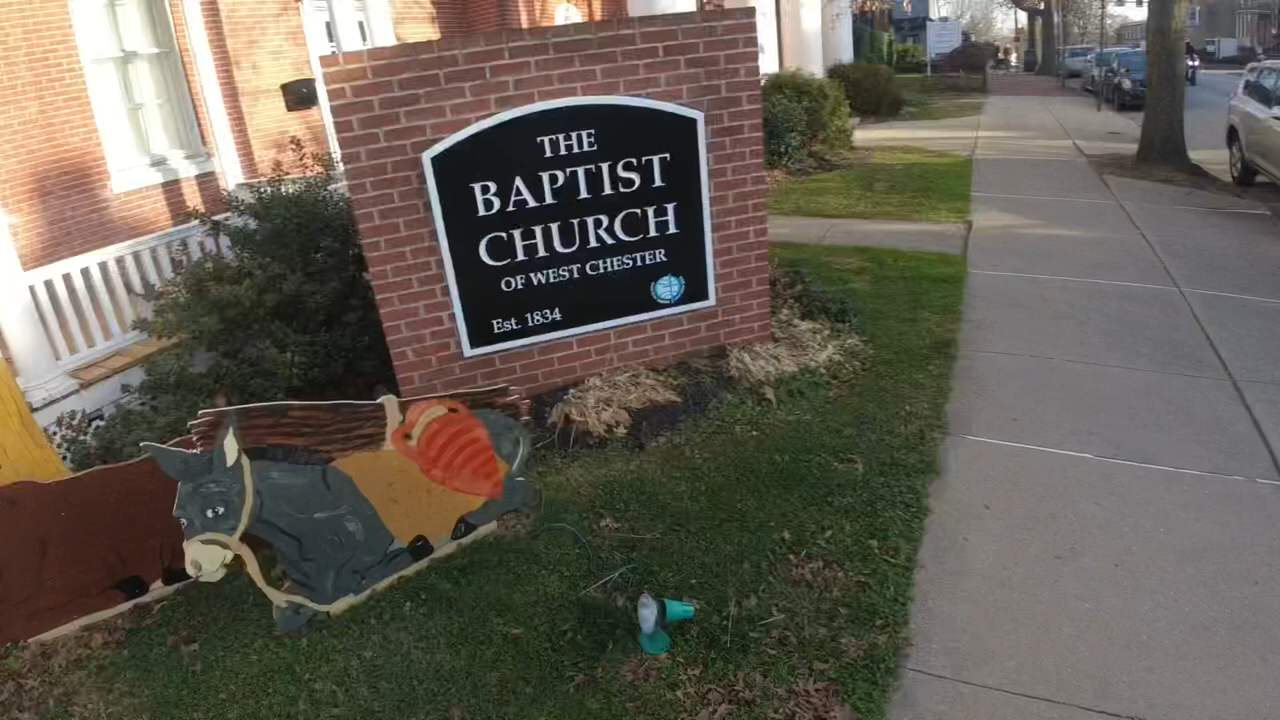 THE
BAPTIST
CHURCH
OF WEST CHESTER
Est. 1834